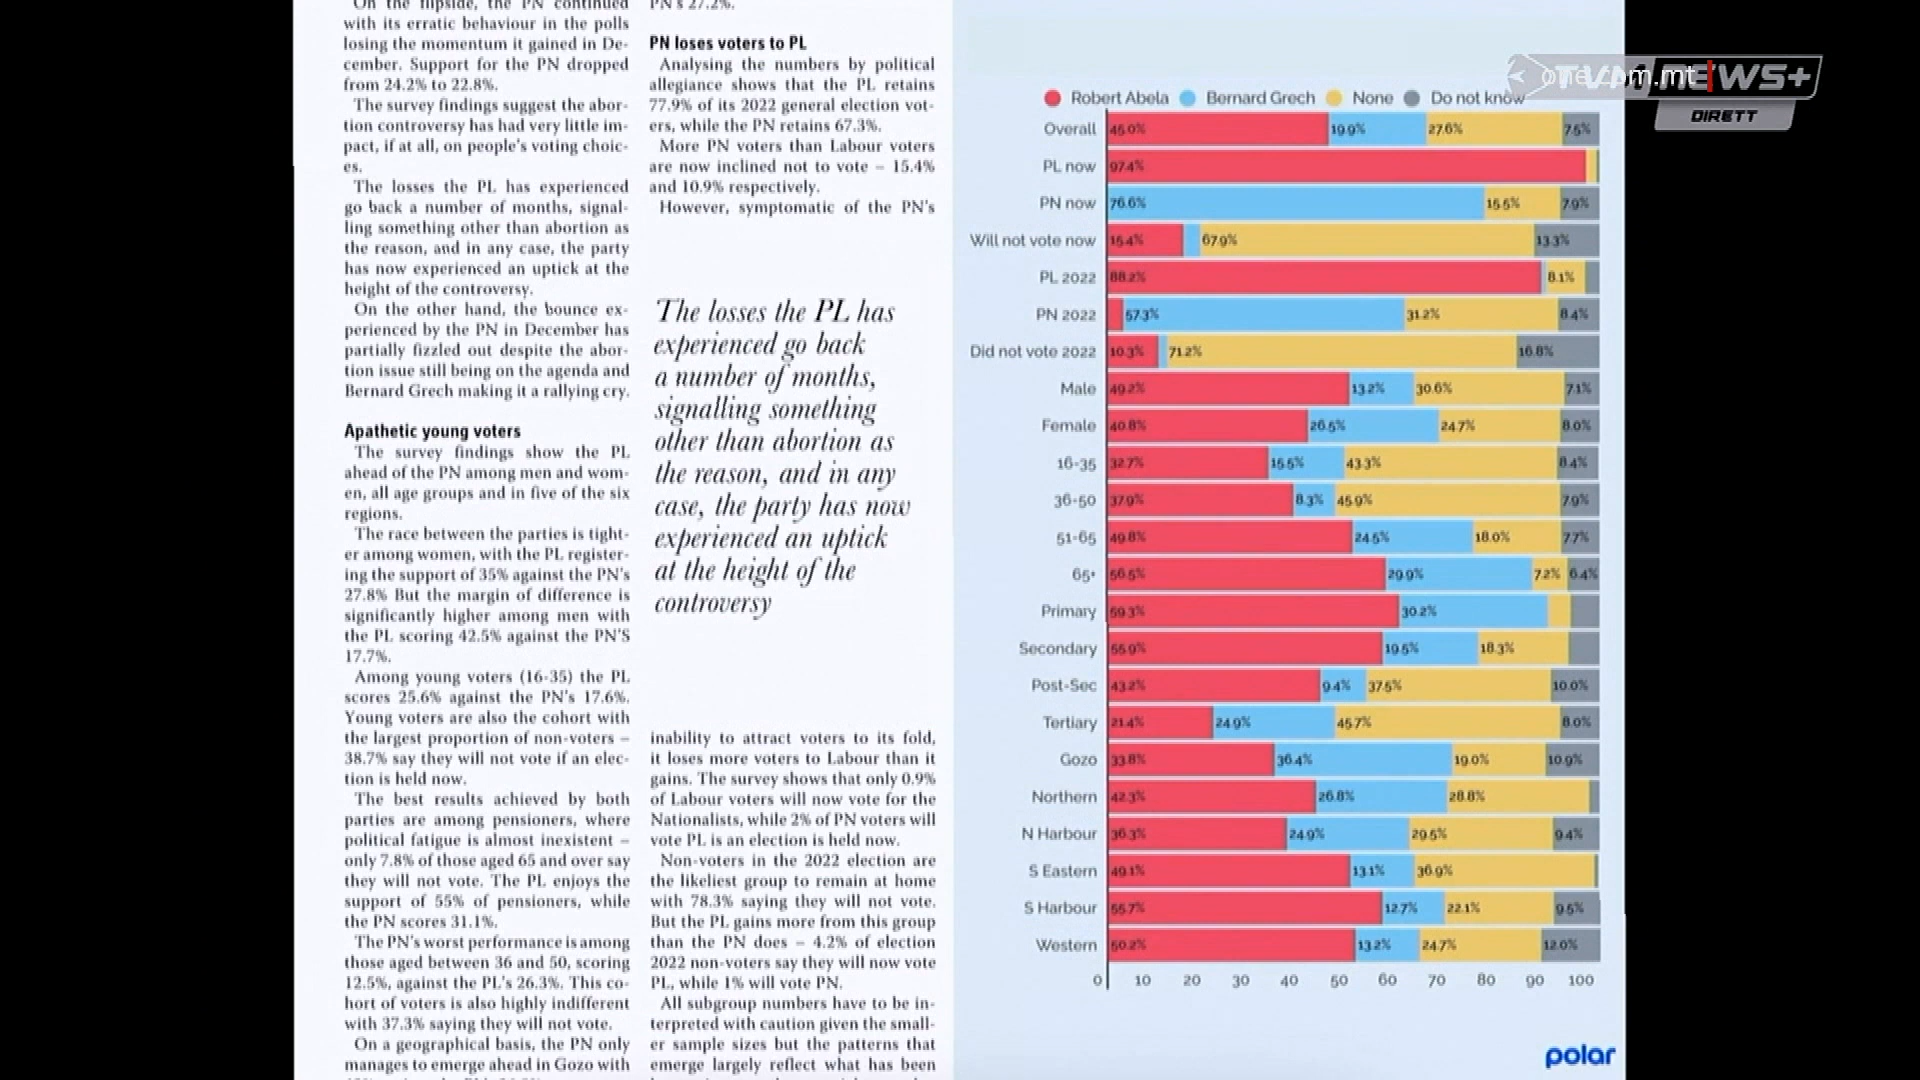 On the flipside, the PN continued
with its erratic behaviour in the polls
losing the momentum it gained in De-
cember. Support for the PN dropped
from 24.2% to 22.8%.
The survey findings suggest the abor-
tion controversy has had very little im-
pact, if at all, on people's voting choic-
es.
The losses the PL has experienced
go back a number of months, signal-
ling something other than abortion as
the reason, and in any case, the party
has now experienced an uptick at the
height of the controversy.
On the other hand, the bounce ex-
perienced by the PN in December has
partially fizzled out despite the abor-
tion issue still being on the agenda and
Bernard Grech making it a rallying cry.
Apathetic young voters
The survey findings show the PL
ahead of the PN among men and wom-
en, all age groups and in five of the six
regions.
The race between the parties is tight-
er among women, with the PL register-
ing the support of 35% against the PN's
27.8% But the margin of difference is
significantly higher among men with
the PL scoring 42.5% against the PN'S
17.7%.
Among young voters (16-35) the PL
scores 25.6% against the PN's 17.6%.
Young voters are also the cohort with
the largest proportion of non-voters –
38.7% say they will not vote if an elec-
tion is held now.
The best results achieved by both
parties are among pensioners, where
political fatigue is almost inexistent –
only 7.8% of those aged 65 and over say
they will not vote. The PL enjoys the
support of 55% of pensioners, while
the PN scores 31.1%.
The PN's worst performance is among
those aged between 36 and 50, scoring
12.5%, against the PL's 26.3%. This co-
hort of voters is also highly indifferent
with 37.3% saying they will not vote.
On a geographical basis, the PN only
manages to emerge ahead in Gozo with
PN's 27.2%.
PN loses voters to PL
Analysing the numbers by political
allegiance shows that the PL retains
77.9% of its 2022 general election vot-
ers, while the PN retains 67.3%.
More PN voters than Labour voters
are now inclined not to vote – 15.4%
and 10.9% respectively.
However, symptomatic of the PN's
The losses the PL has
experienced go back
a number of months,
signalling something
other than abortion as
the reason, and in any
case, the party has now
experienced an uptick
at the height of the
controversy
inability to attract voters to its fold,
it loses more voters to Labour than it
gains. The survey shows that only 0.9%
of Labour voters will now vote for the
Nationalists, while 2% of PN voters will
vote PL is an election is held now.
Non-voters in the 2022 election are
the likeliest group to remain at home
with 78.3% saying they will not vote.
But the PL gains more from this group
than the PN does – 4.2% of election
2022 non-voters say they will now vote
PL, while 1% will vote PN.
All subgroup numbers have to be in-
terpreted with caution given the small-
er sample sizes but the patterns that
emerge largely reflect what has been
one.com.mt
TVM NEWS+
DIRETT
Robert Abela Bernard Grech None Do not know
Overall 45.0% 19.9% 27.6% 7.5%
PL now 97.4%
PN now 76.6% 15.5% 7.9%
Will not vote now 15.4% 67.9% 13.3%
PL 2022 88.2% 8.1%
PN 2022 57.3% 31.2% 8.4%
Did not vote 2022 10.3% 71.2% 16.8%
Male 49.2% 13.2% 30.6% 7.1%
Female 40.8% 26.5% 24.7% 8.0%
16-35 32.7% 15.5% 43.3% 8.4%
36-50 37.9% 8.3% 45.9% 7.9%
51-65 49.8% 24.5% 18.0% 7.7%
65+ 56.5% 29.9% 7.2% 6.4%
Primary 59.3% 30.2%
Secondary 55.9% 19.5% 18.3%
Post-Sec 43.2% 9.4% 37.5% 10.0%
Tertiary 21.4% 24.9% 45.7% 8.0%
Gozo 33.8% 36.4% 19.0% 10.9%
Northern 42.3% 26.8% 28.8%
N Harbour 36.3% 24.9% 29.5% 9.4%
S Eastern 49.1% 13.1% 36.9%
S Harbour 55.7% 12.7% 22.1% 9.5%
Western 50.2% 13.2% 24.7% 12.0%
0 10 20 30 40 50 60 70 80 90 100
polar